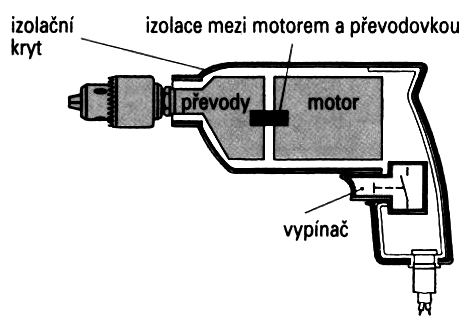 izolační
kryt
izolace mezi motorem a převodovkou
převody
motor
vypínač